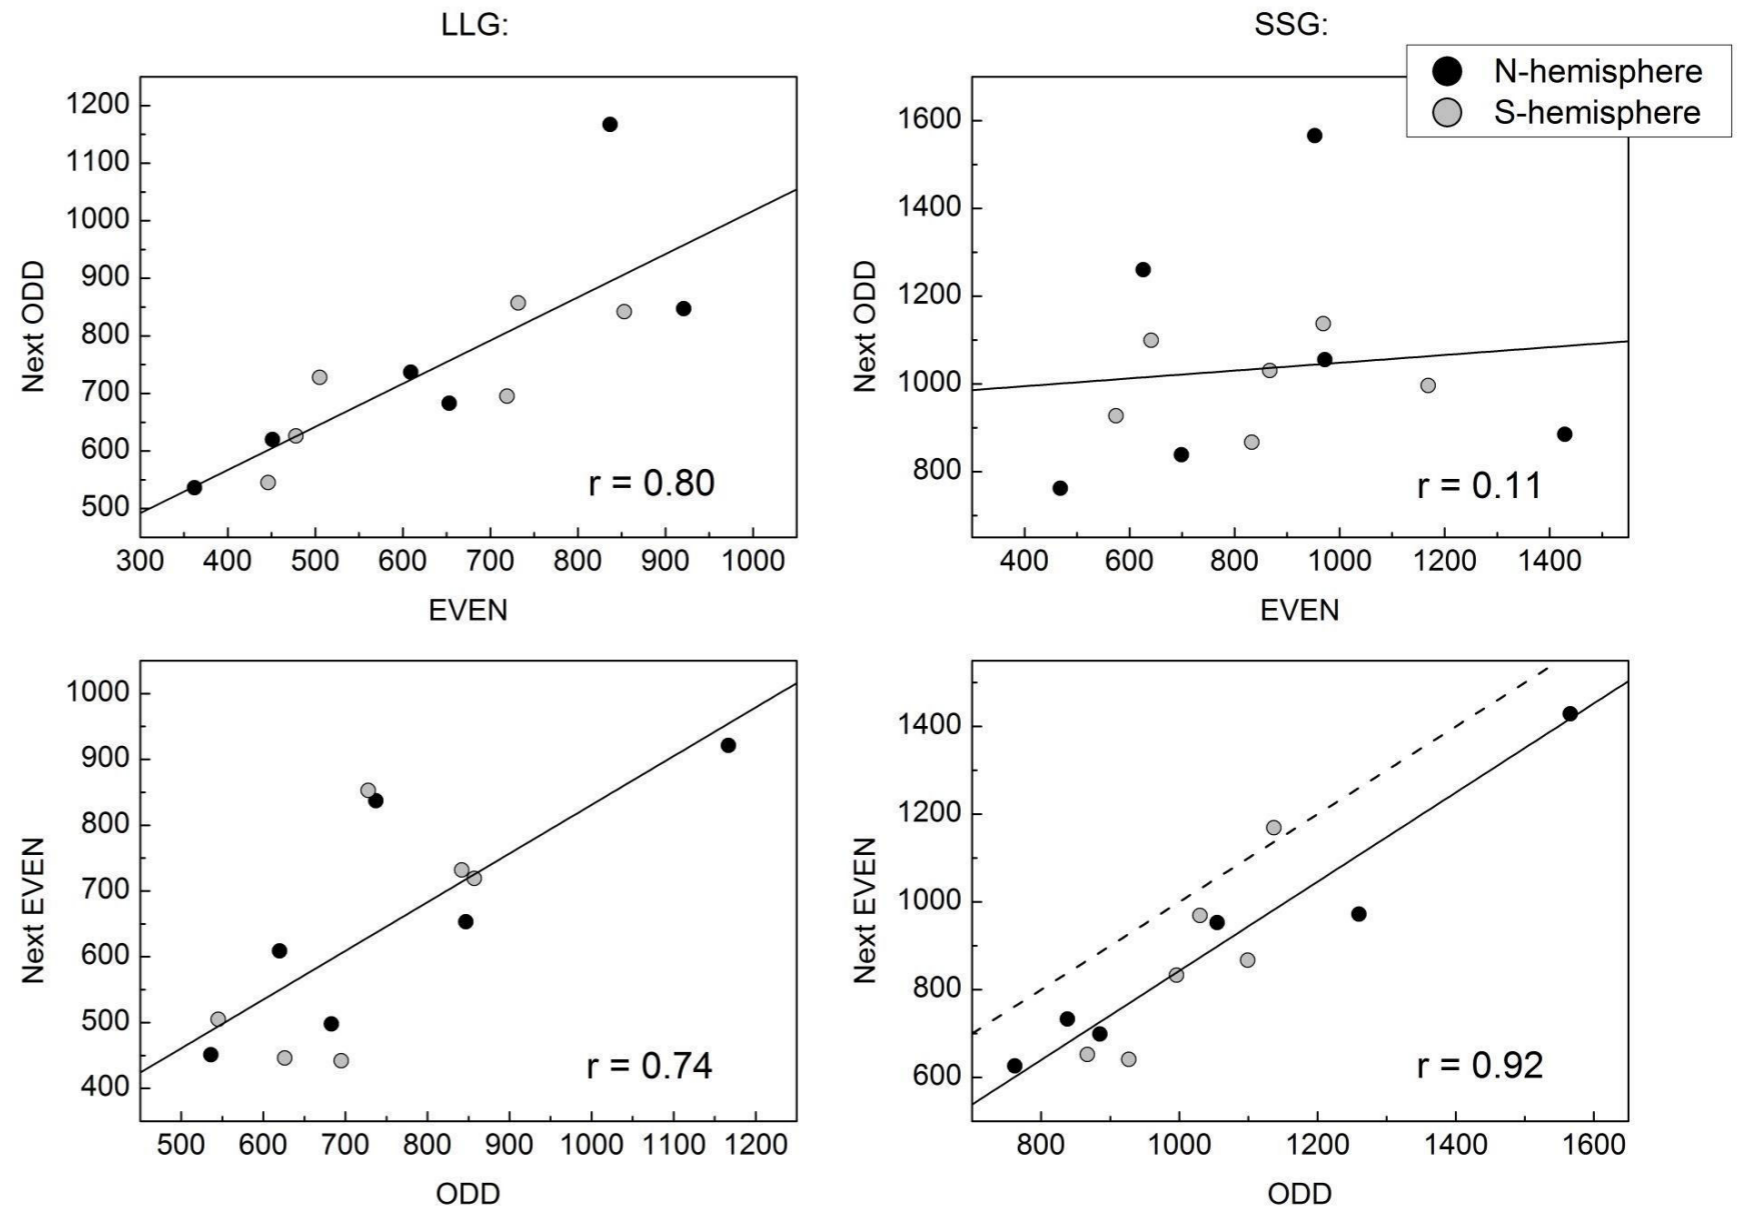 LLG:
SSG:
N-hemisphere
S-hemisphere
Next ODD
1200
1100
1000
900
800
700
600
500
r = 0.80
300 400 500 600 700 800 900 1000
EVEN
Next ODD
1600
1400
1200
1000
800
r = 0.11
400 600 800 1000 1200 1400
EVEN
Next EVEN
1000
900
800
700
600
500
400
r = 0.74
500 600 700 800 900 1000 1100 1200
ODD
Next EVEN
1400
1200
1000
800
600
r = 0.92
800 1000 1200 1400 1600
ODD